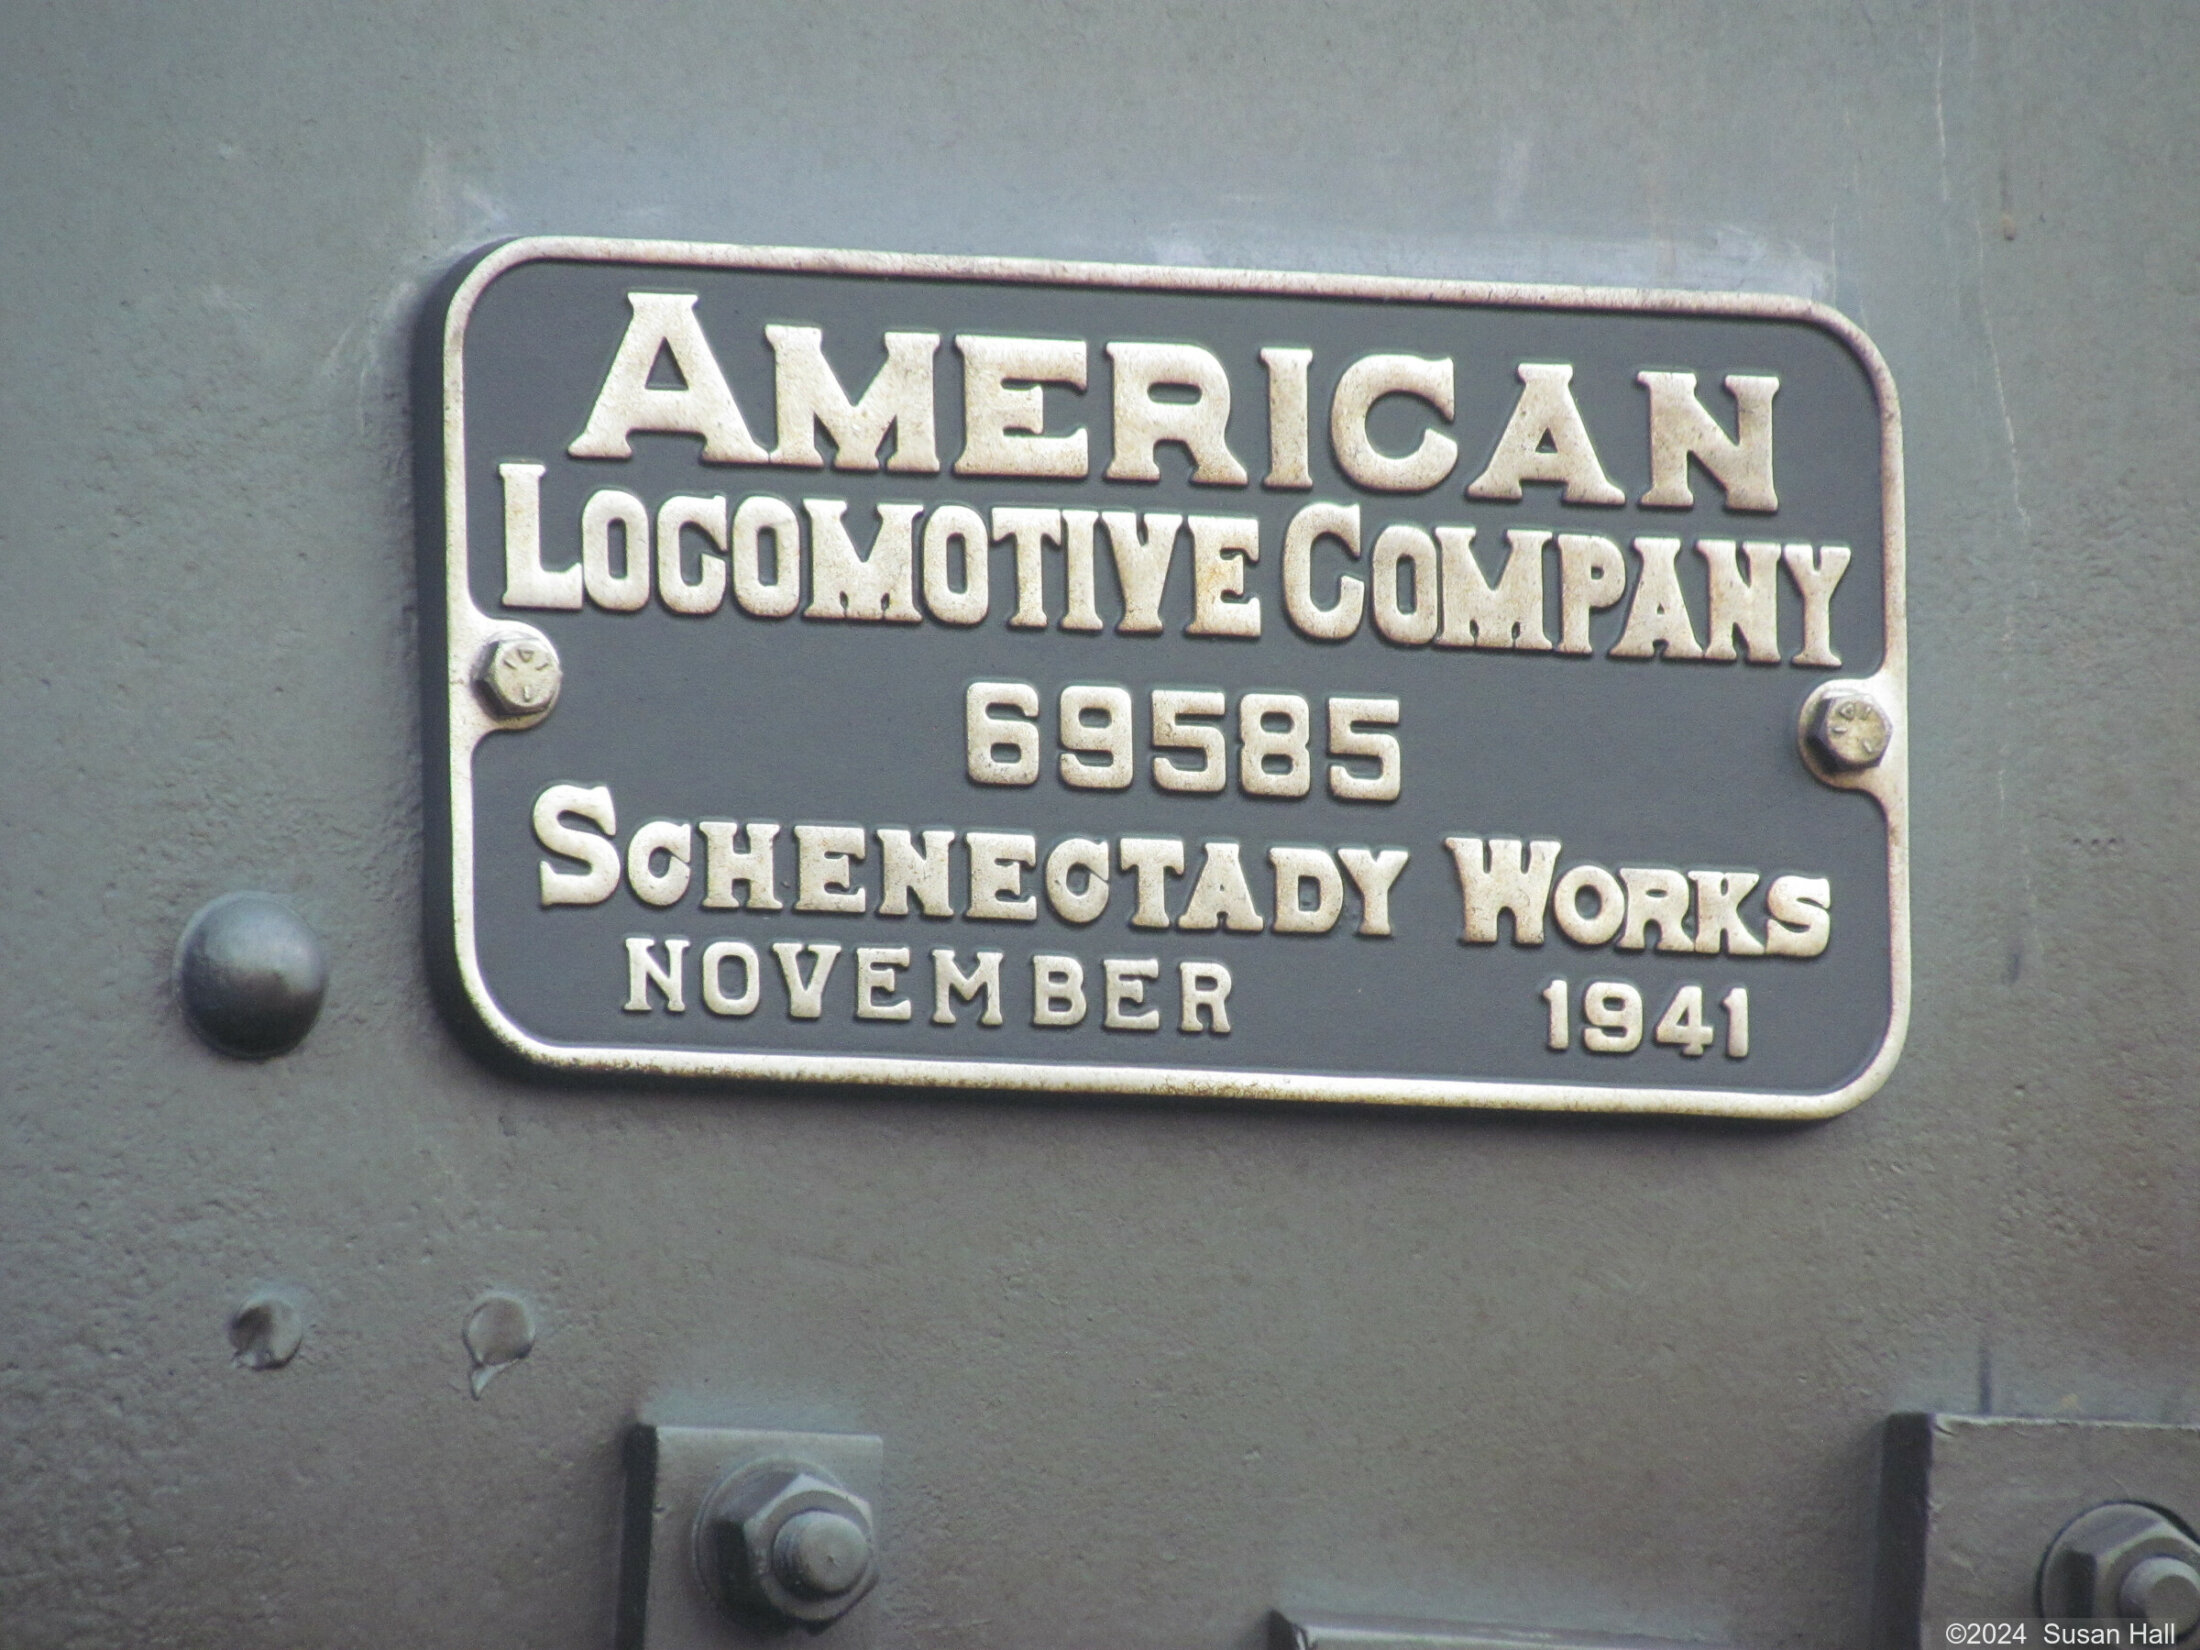 AMERICAN
LOCOMOTIVE COMPANY
69585
SCHENECTADY WORKS
NOVEMBER 1941
©2024 Susan Hall